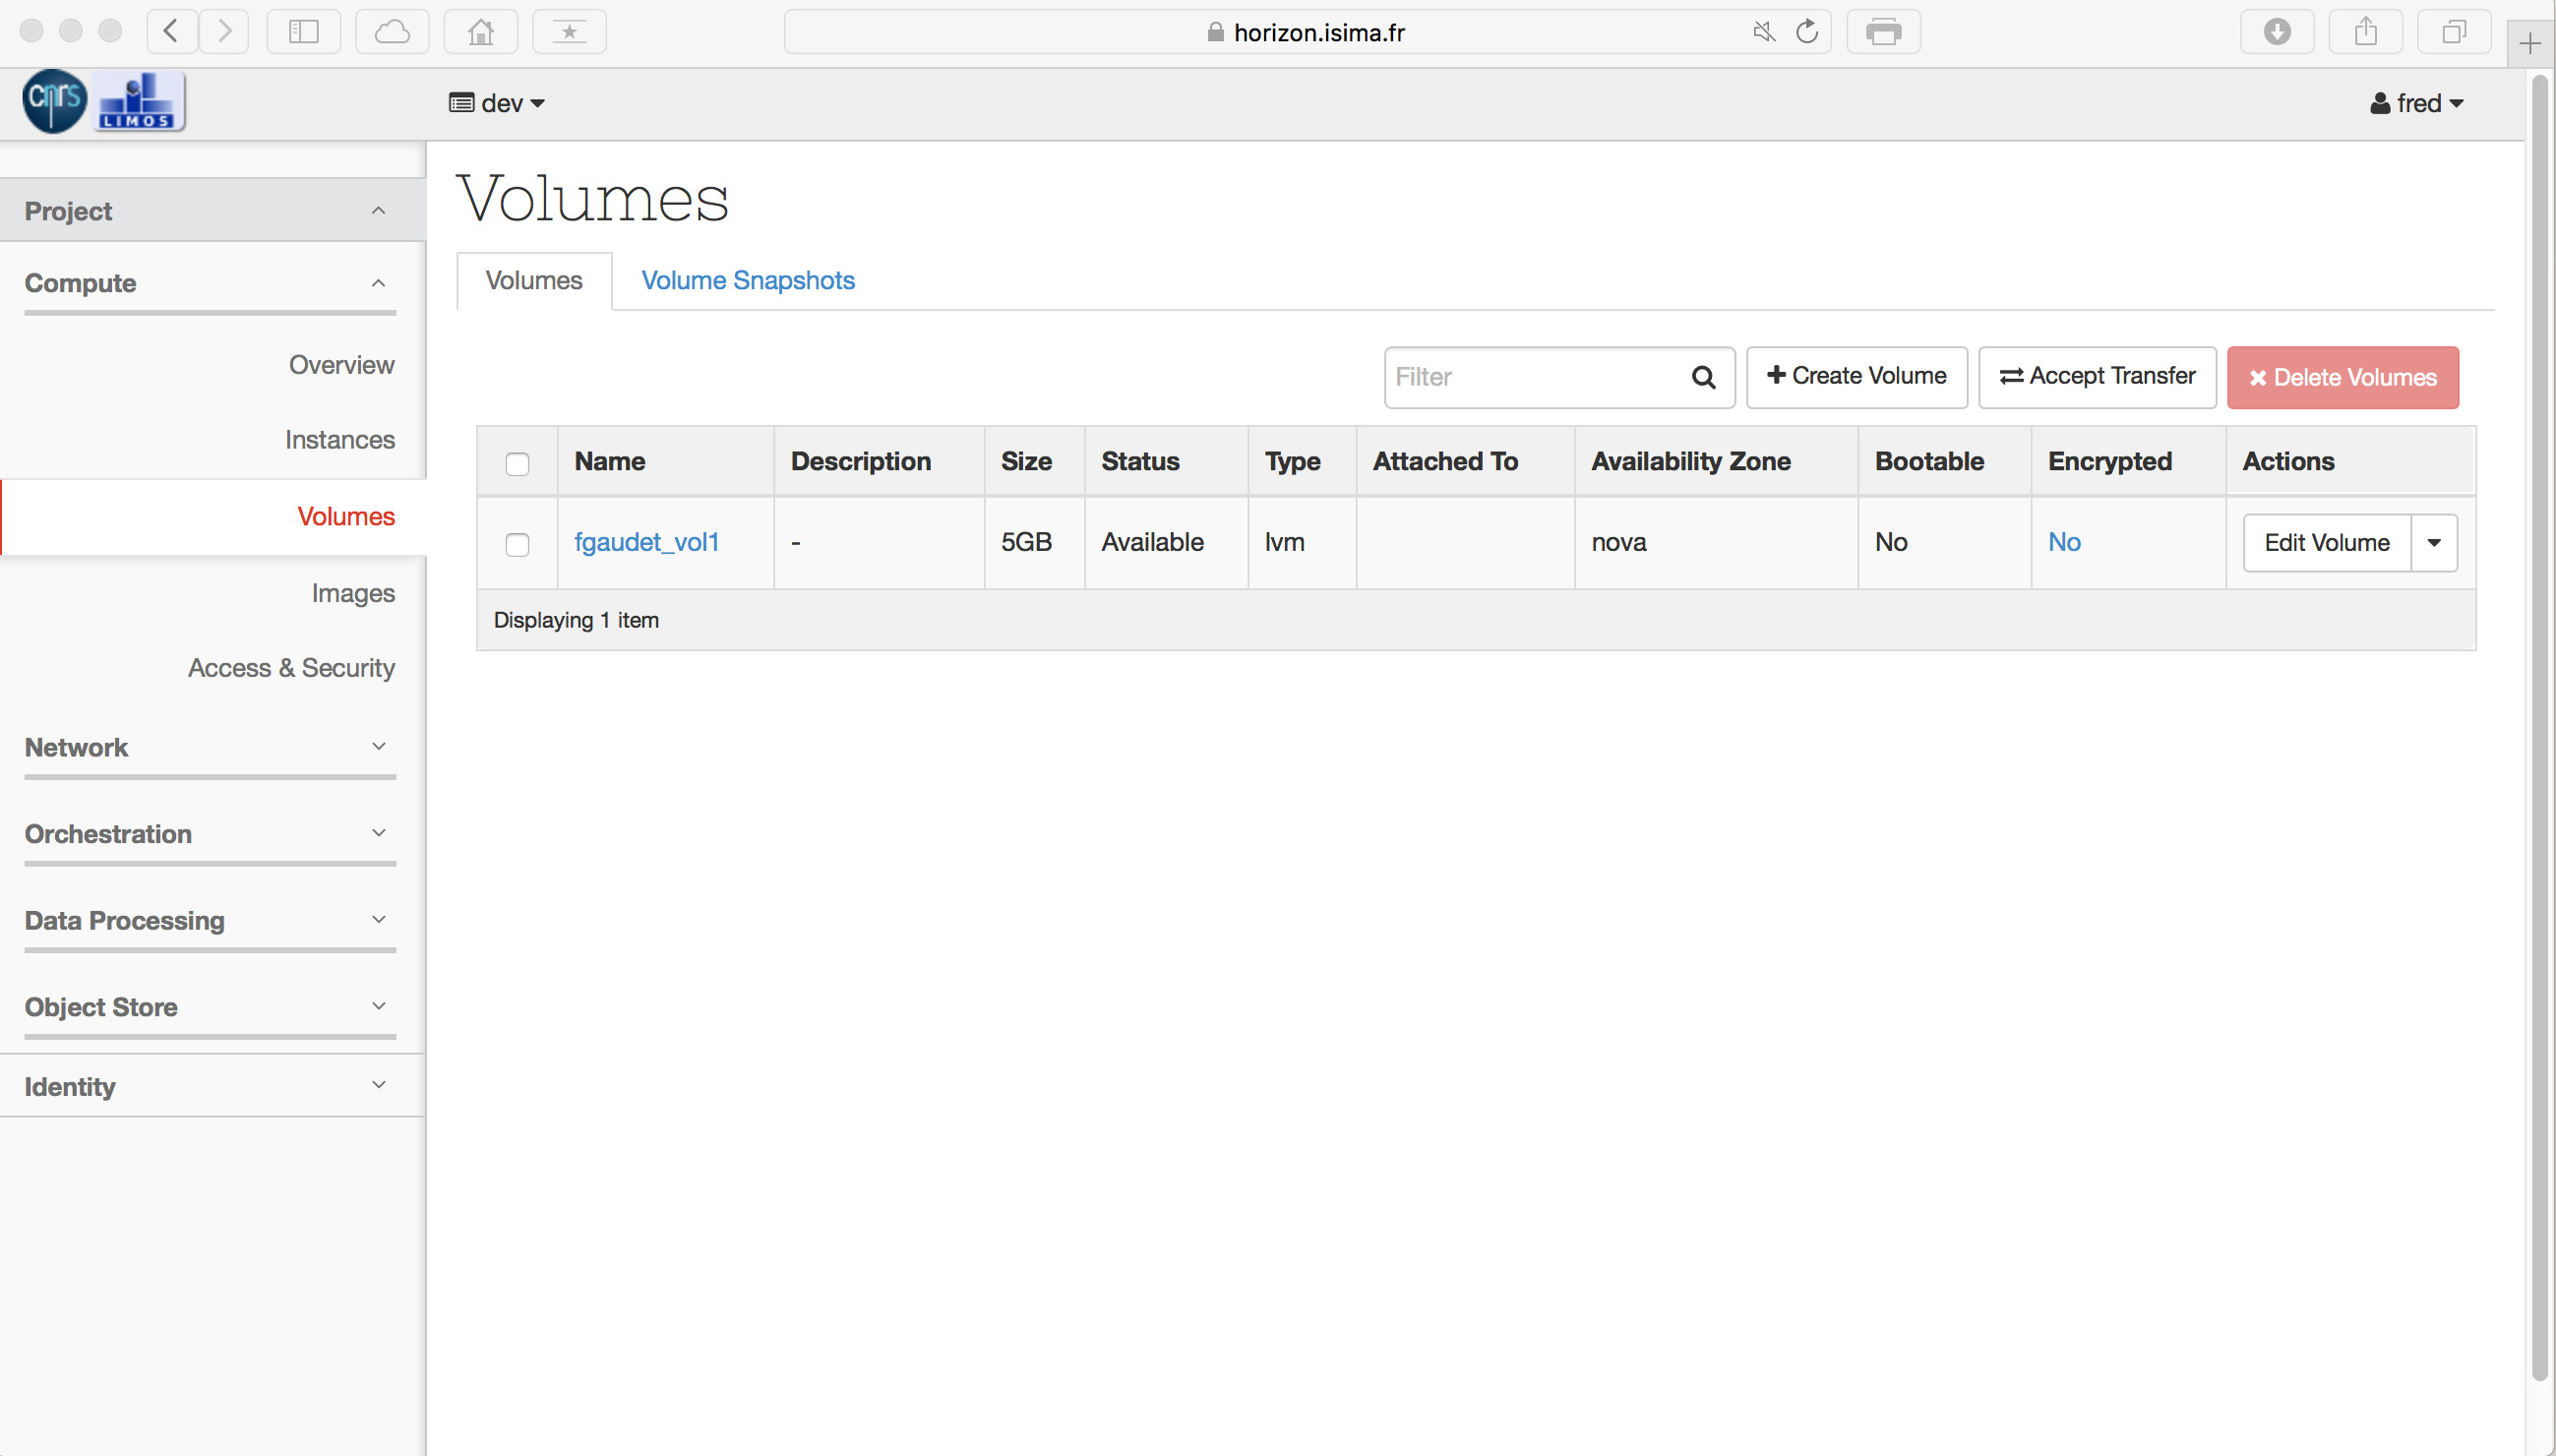 horizon.isima.fr
cnrs LIMOS dev fred
Project
Compute
Overview
Instances
Volumes
Images
Access & Security
Network
Orchestration
Data Processing
Object Store
Identity
Volumes
Volumes Volume Snapshots
Filter Create Volume Accept Transfer Delete Volumes
Name Description Size Status Type Attached To Availability Zone Bootable Encrypted Actions
fgaudet_vol1 - 5GB Available lvm nova No No Edit Volume
Displaying 1 item